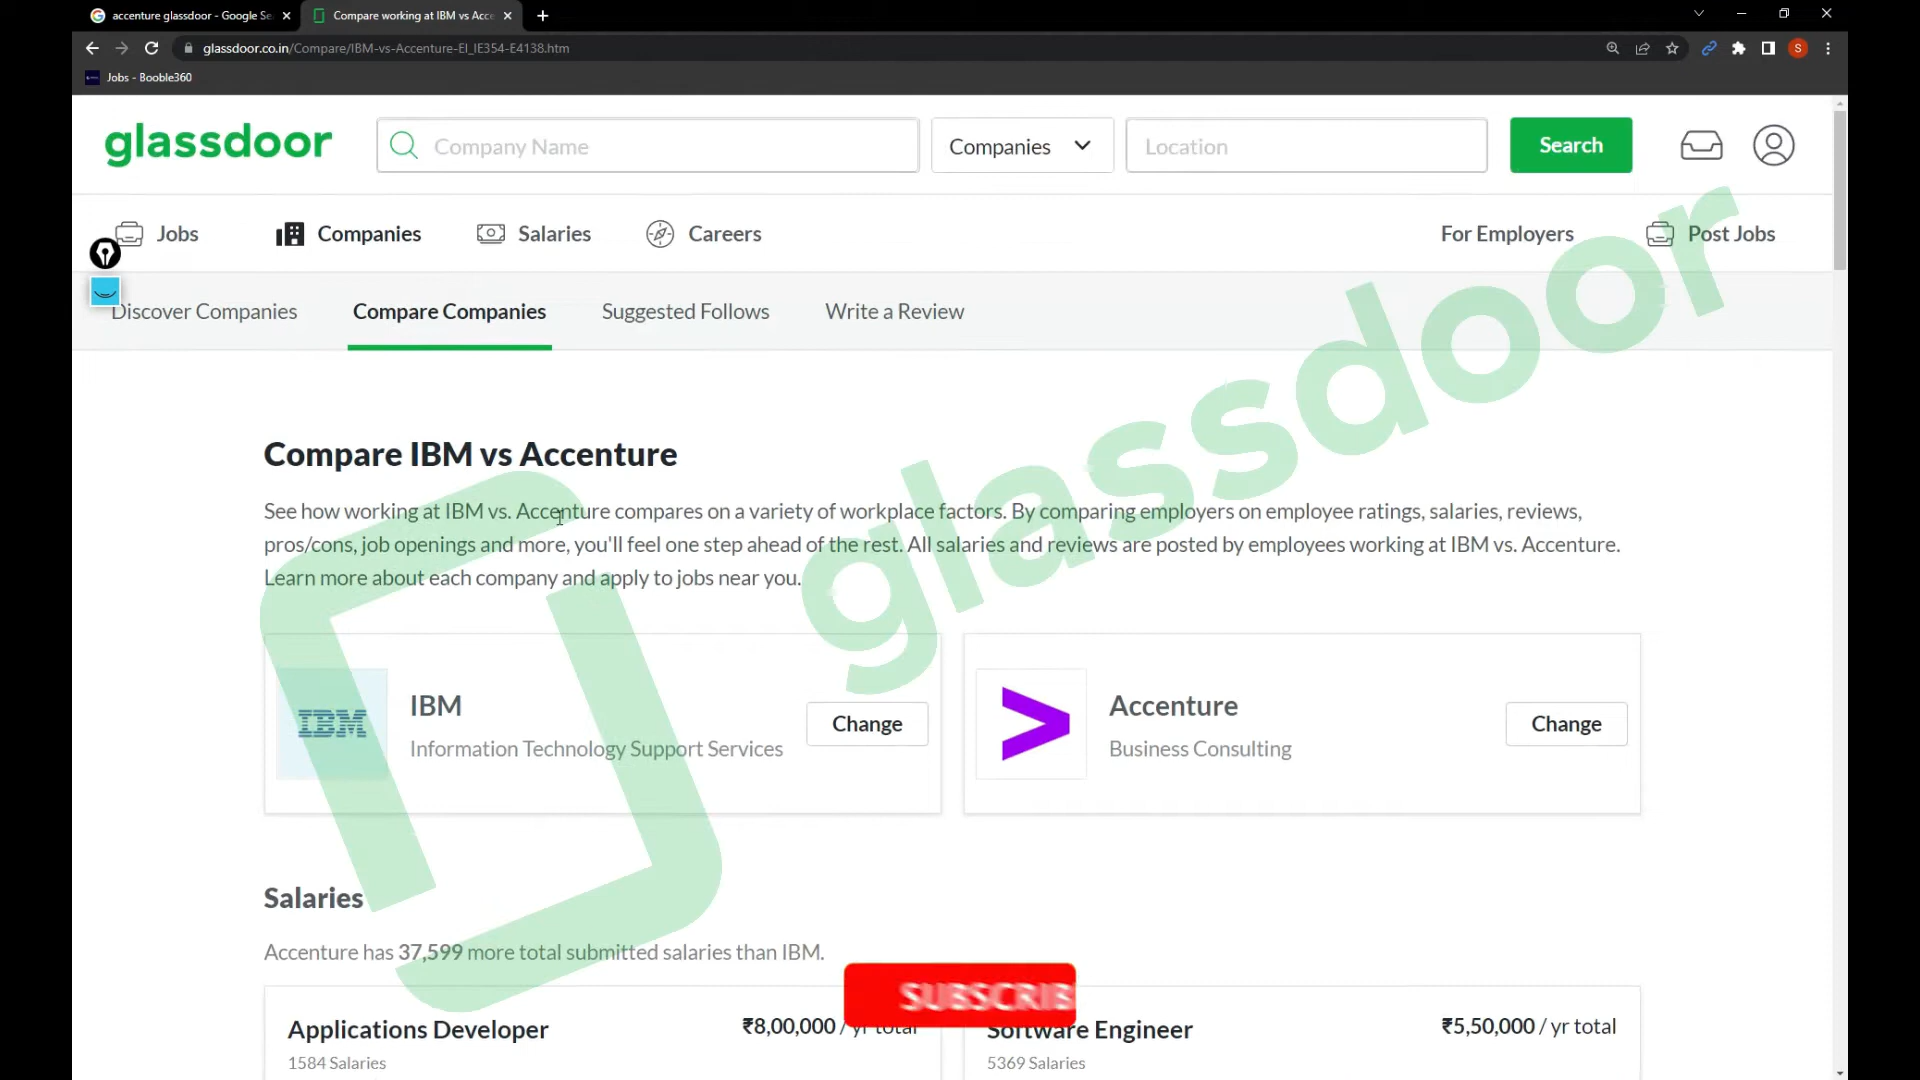 accenture glassdoor - Google Se
Compare working at IBM vs Acce
glassdoor.co.in/Compare/IBM-vs-Accenture-EI_IE354-E4138.htm
S
Jobs - Booble360
glassdoor
Company Name
Companies
Location
Search
Jobs
Companies
Salaries
Careers
For Employers
Post Jobs
Discover Companies
Compare Companies
Suggested Follows
Write a Review
glassdoor
Compare IBM vs Accenture
See how working at IBM vs. Accenture compares on a variety of workplace factors. By comparing employers on employee ratings, salaries, reviews,
pros/cons, job openings and more, you'll feel one step ahead of the rest. All salaries and reviews are posted by employees working at IBM vs. Accenture.
Learn more about each company and apply to jobs near you.
IBM
IBM
Information Technology Support Services
Change
Accenture
Business Consulting
Change
Salaries
Accenture has 37,599 more total submitted salaries than IBM.
SUBSCRIB
Applications Developer
₹8,00,000 / yr total
1584 Salaries
Software Engineer
₹5,50,000 / yr total
5369 Salaries